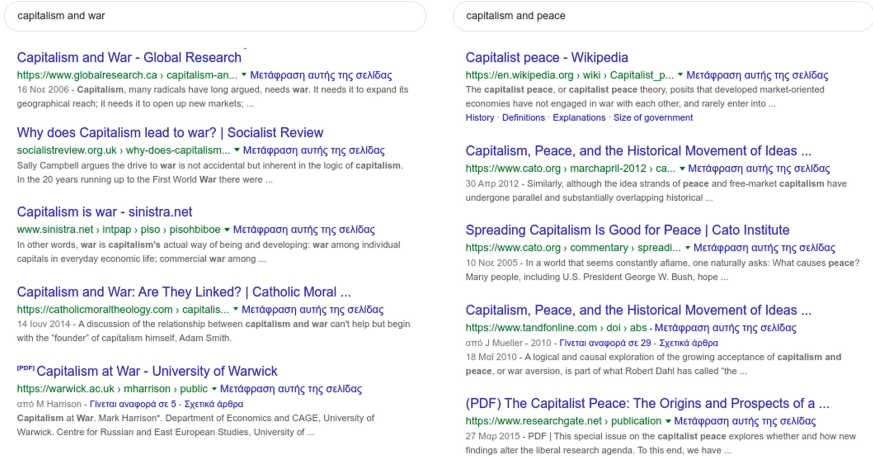 capitalism and war
Capitalism and War - Global Research
https://www.globalresearch.ca › capitalism-an... ▾ Μετάφραση αυτής της σελίδας
16 Νοε 2006 - Capitalism, many radicals have long argued, needs war. It needs it to expand its
geographical reach; it needs it to open up new markets; ...
Why does Capitalism lead to war? | Socialist Review
socialistreview.org.uk › why-does-capitalism... ▾ Μετάφραση αυτής της σελίδας
Sally Campbell argues the drive to war is not accidental but inherent in the logic of capitalism.
In the 20 years running up to the First World War there were ...
Capitalism is war - sinistra.net
www.sinistra.net › intpap › piso › pisohbiboe ▾ Μετάφραση αυτής της σελίδας
In other words, war is capitalism's actual way of being and developing: war among individual
capitals in everyday economic life; commercial war among ...
Capitalism and War: Are They Linked? | Catholic Moral ...
https://catholicmoraltheology.com › capitalis... ▾ Μετάφραση αυτής της σελίδας
14 Ιουν 2014 - A discussion of the relationship between capitalism and war can't help but begin
with the "founder" of capitalism himself, Adam Smith.
[PDF] Capitalism at War - University of Warwick
https://warwick.ac.uk › mharrison › public ▾ Μετάφραση αυτής της σελίδας
από M Harrison - Γίνεται αναφορά σε 5 - Σχετικά άρθρα
Capitalism at War. Mark Harrison*. Department of Economics and CAGE, University of
Warwick. Centre for Russian and East European Studies, University of ...
capitalism and peace
Capitalist peace - Wikipedia
https://en.wikipedia.org › wiki › Capitalist_p... ▾ Μετάφραση αυτής της σελίδας
The capitalist peace, or capitalist peace theory, posits that developed market-oriented
economies have not engaged in war with each other, and rarely enter into ...
History · Definitions · Explanations · Size of government
Capitalism, Peace, and the Historical Movement of Ideas ...
https://www.cato.org › marchapril-2012 › ca... ▾ Μετάφραση αυτής της σελίδας
30 Απρ 2012 - Similarly, although the idea strands of peace and free-market capitalism have
undergone parallel and substantially overlapping historical ...
Spreading Capitalism Is Good for Peace | Cato Institute
https://www.cato.org › commentary › spreadi... ▾ Μετάφραση αυτής της σελίδας
10 Νοε 2005 - In a world that seems constantly aflame, one naturally asks: What causes peace?
Many people, including U.S. President George W. Bush, hope ...
Capitalism, Peace, and the Historical Movement of Ideas ...
https://www.tandfonline.com › doi › abs - Μετάφραση αυτής της σελίδας
από J Mueller - 2010 - Γίνεται αναφορά σε 29 - Σχετικά άρθρα
18 Μαΐ 2010 - A logical and causal exploration of the growing acceptance of capitalism and
peace, or war aversion, is part of what Robert Dahl has called "the ...
(PDF) The Capitalist Peace: The Origins and Prospects of a ...
https://www.researchgate.net › publication ▾ Μετάφραση αυτής της σελίδας
27 Μαρ 2015 - PDF | This special issue on the capitalist peace explores whether and how new
findings alter the liberal research agenda. To this end, we have ...